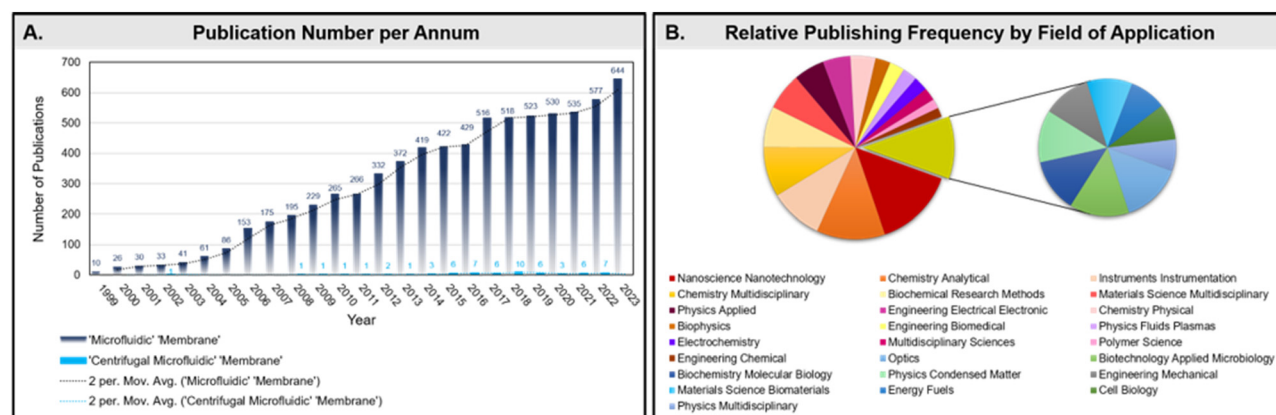 A. Publication Number per Annum
700
600
500
400
300
200
100
0
Number of Publications
10 26 30 33 41 61 86 153 175 195 229 265 266 332 372 419 422 429 516 518 523 530 535 577 644
1 1 1 1 1 2 1 3 6 7 6 10 6 3 6 7
1999 2000 2001 2002 2003 2004 2005 2006 2007 2008 2009 2010 2011 2012 2013 2014 2015 2016 2017 2018 2019 2020 2021 2022 2023
Year
'Microfluidic' 'Membrane'
'Centrifugal Microfluidic' 'Membrane'
2 per. Mov. Avg. ('Microfluidic' 'Membrane')
2 per. Mov. Avg. ('Centrifugal Microfluidic' 'Membrane')
B. Relative Publishing Frequency by Field of Application
Nanoscience Nanotechnology Chemistry Analytical Instruments Instrumentation
Chemistry Multidisciplinary Biochemical Research Methods Materials Science Multidisciplinary
Physics Applied Engineering Electrical Electronic Chemistry Physical
Biophysics Engineering Biomedical Physics Fluids Plasmas
Electrochemistry Multidisciplinary Sciences Polymer Science
Engineering Chemical Optics Biotechnology Applied Microbiology
Biochemistry Molecular Biology Physics Condensed Matter Engineering Mechanical
Materials Science Biomaterials Energy Fuels Cell Biology
Physics Multidisciplinary